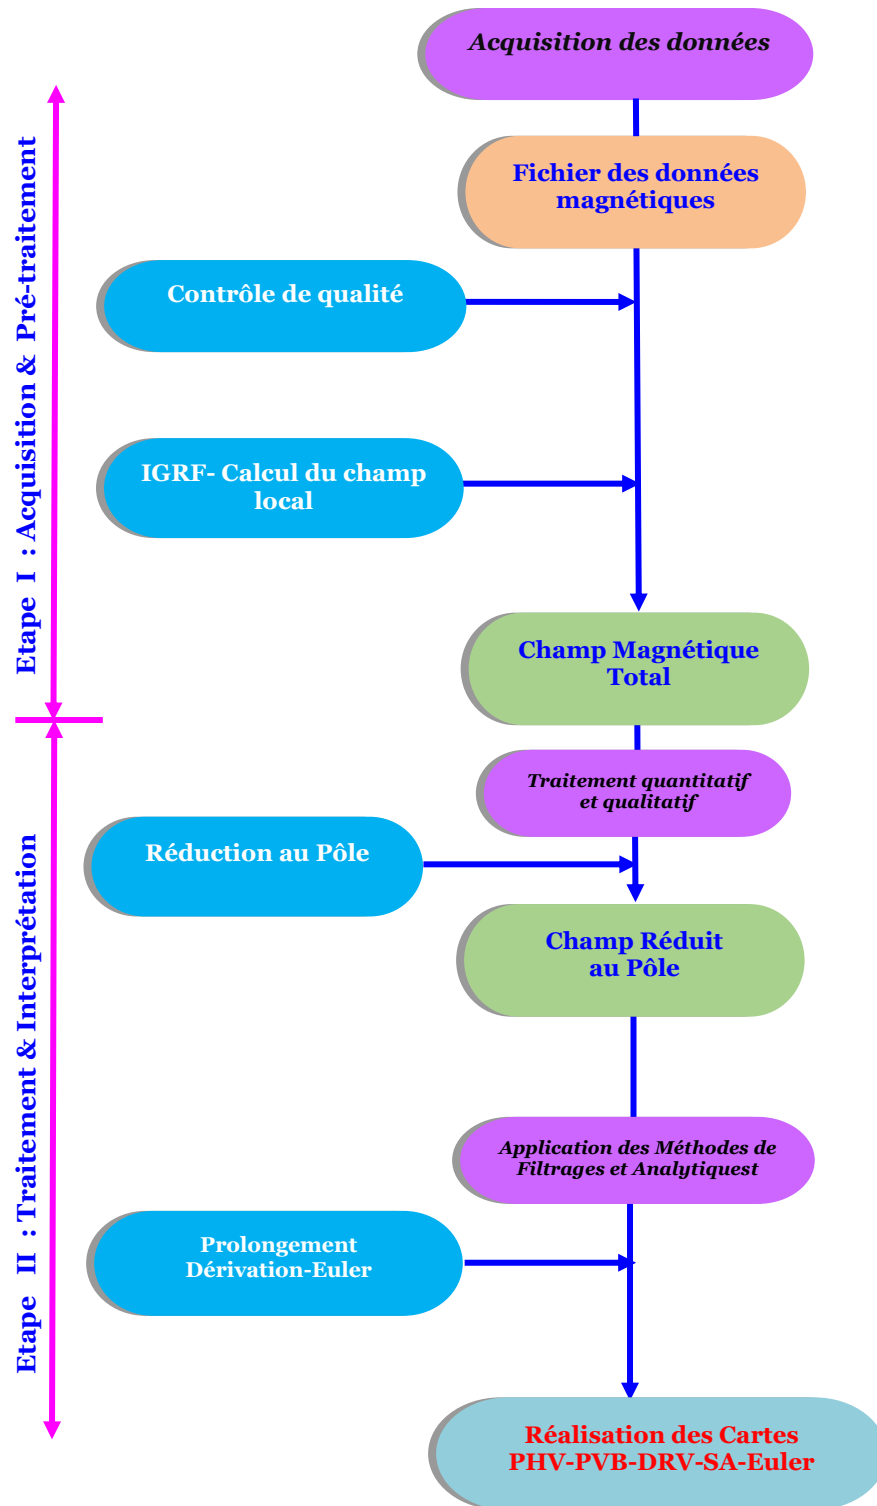 Acquisition des données
Fichier des données
magnétiques
Contrôle de qualité
IGRF- Calcul du champ
local
Etape I : Acquisition & Pré-traitement
Champ Magnétique
Total
Traitement quantitatif
et qualitatif
Réduction au Pôle
Champ Réduit
au Pôle
Application des Méthodes de
Filtrages et Analytiquest
Prolongement
Dérivation-Euler
Etape II : Traitement & Interprétation
Réalisation des Cartes
PHV-PVB-DRV-SA-Euler